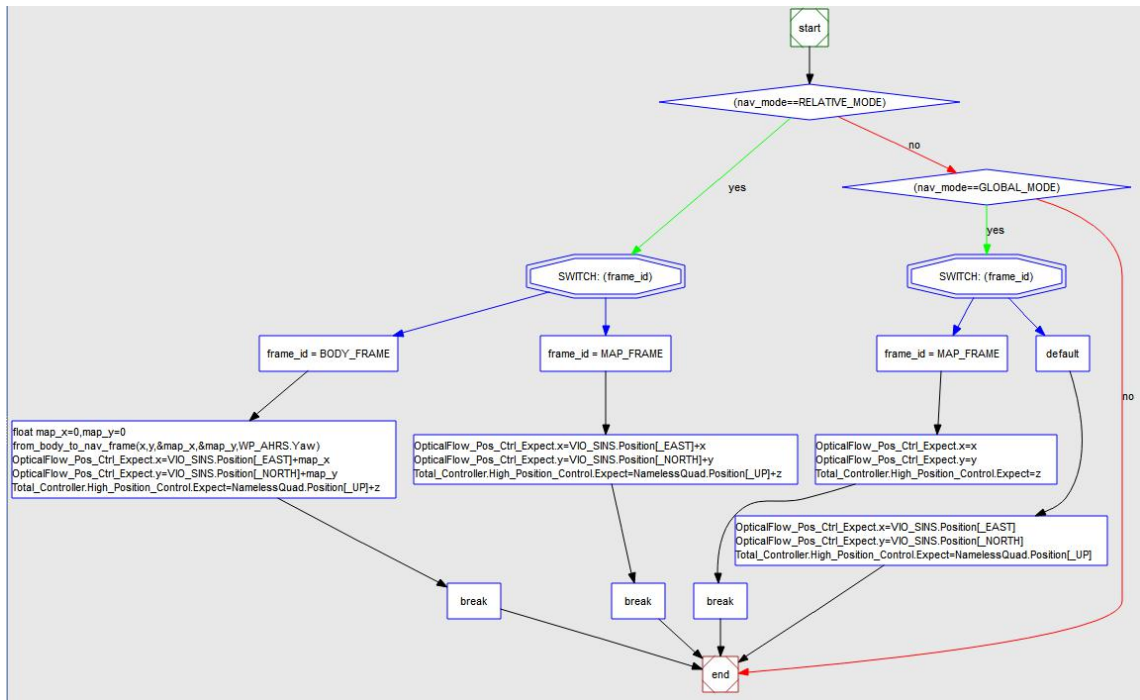 start
(nav_mode==RELATIVE_MODE)
no
yes
(nav_mode==GLOBAL_MODE)
yes
SWITCH: (frame_id)
SWITCH: (frame_id)
frame_id = BODY_FRAME
frame_id = MAP_FRAME
frame_id = MAP_FRAME
default
no
float map_x=0,map_y=0
from_body_to_nav_frame(x,y,&map_x,&map_y,WP_AHRS.Yaw)
OpticalFlow_Pos_Ctrl_Expect.x=VIO_SINS.Position[_EAST]+map_x
OpticalFlow_Pos_Ctrl_Expect.y=VIO_SINS.Position[_NORTH]+map_y
Total_Controller.High_Position_Control.Expect=NamelessQuad.Position[_UP]+z
OpticalFlow_Pos_Ctrl_Expect.x=VIO_SINS.Position[_EAST]+x
OpticalFlow_Pos_Ctrl_Expect.y=VIO_SINS.Position[_NORTH]+y
Total_Controller.High_Position_Control.Expect=NamelessQuad.Position[_UP]+z
OpticalFlow_Pos_Ctrl_Expect.x=x
OpticalFlow_Pos_Ctrl_Expect.y=y
Total_Controller.High_Position_Control.Expect=z
OpticalFlow_Pos_Ctrl_Expect.x=VIO_SINS.Position[_EAST]
OpticalFlow_Pos_Ctrl_Expect.y=VIO_SINS.Position[_NORTH]
Total_Controller.High_Position_Control.Expect=NamelessQuad.Position[_UP]
break
break
break
end